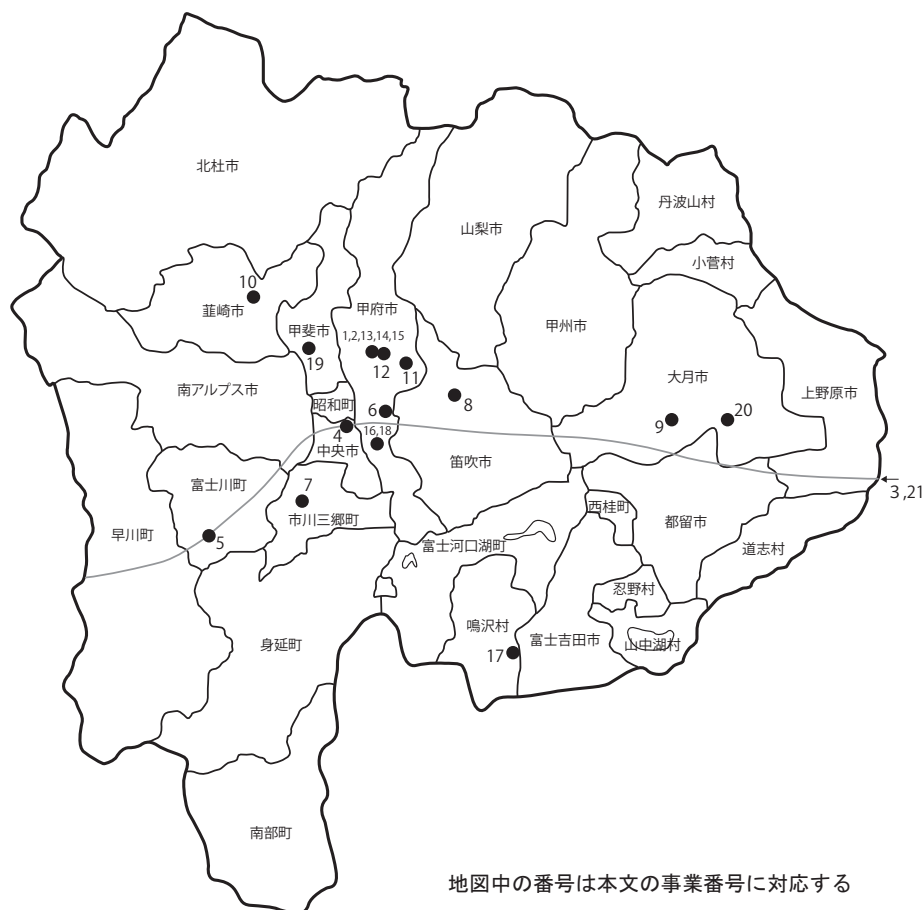 北杜市
丹波山村
山梨市
小菅村
10
韮崎市
甲府市
甲斐市
1,2,13,14,15
甲州市
19
12
11
南アルプス市
大月市
上野原市
昭和町
6
8
9
20
4
16,18
中央市
笛吹市
富士川町
3,21
7
西桂町
市川三郷町
都留市
早川町
5
富士河口湖町
道志村
忍野村
鳴沢村
富士吉田市
山中湖村
身延町
17
南部町
地図中の番号は本文の事業番号に対応する